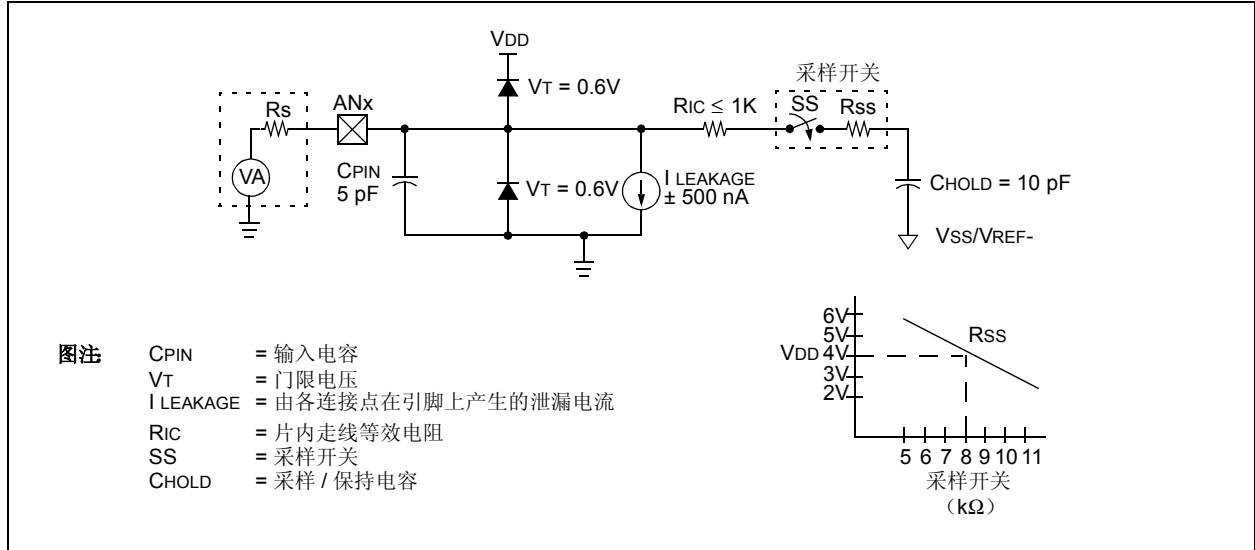 VDD
VT = 0.6V
采样开关
Rs
ANx
RIC ≤ 1K
SS
Rss
VA
CPIN
5 pF
VT = 0.6V
I LEAKAGE
± 500 nA
CHOLD = 10 pF
VSS/VREF-
图注:
CPIN = 输入电容
VT = 门限电压
I LEAKAGE = 由各连接点在引脚上产生的泄漏电流
RIC = 片内走线等效电阻
SS = 采样开关
CHOLD = 采样 / 保持电容
6V
5V
VDD 4V
3V
2V
Rss
5 6 7 8 9 10 11
采样开关
（kΩ）